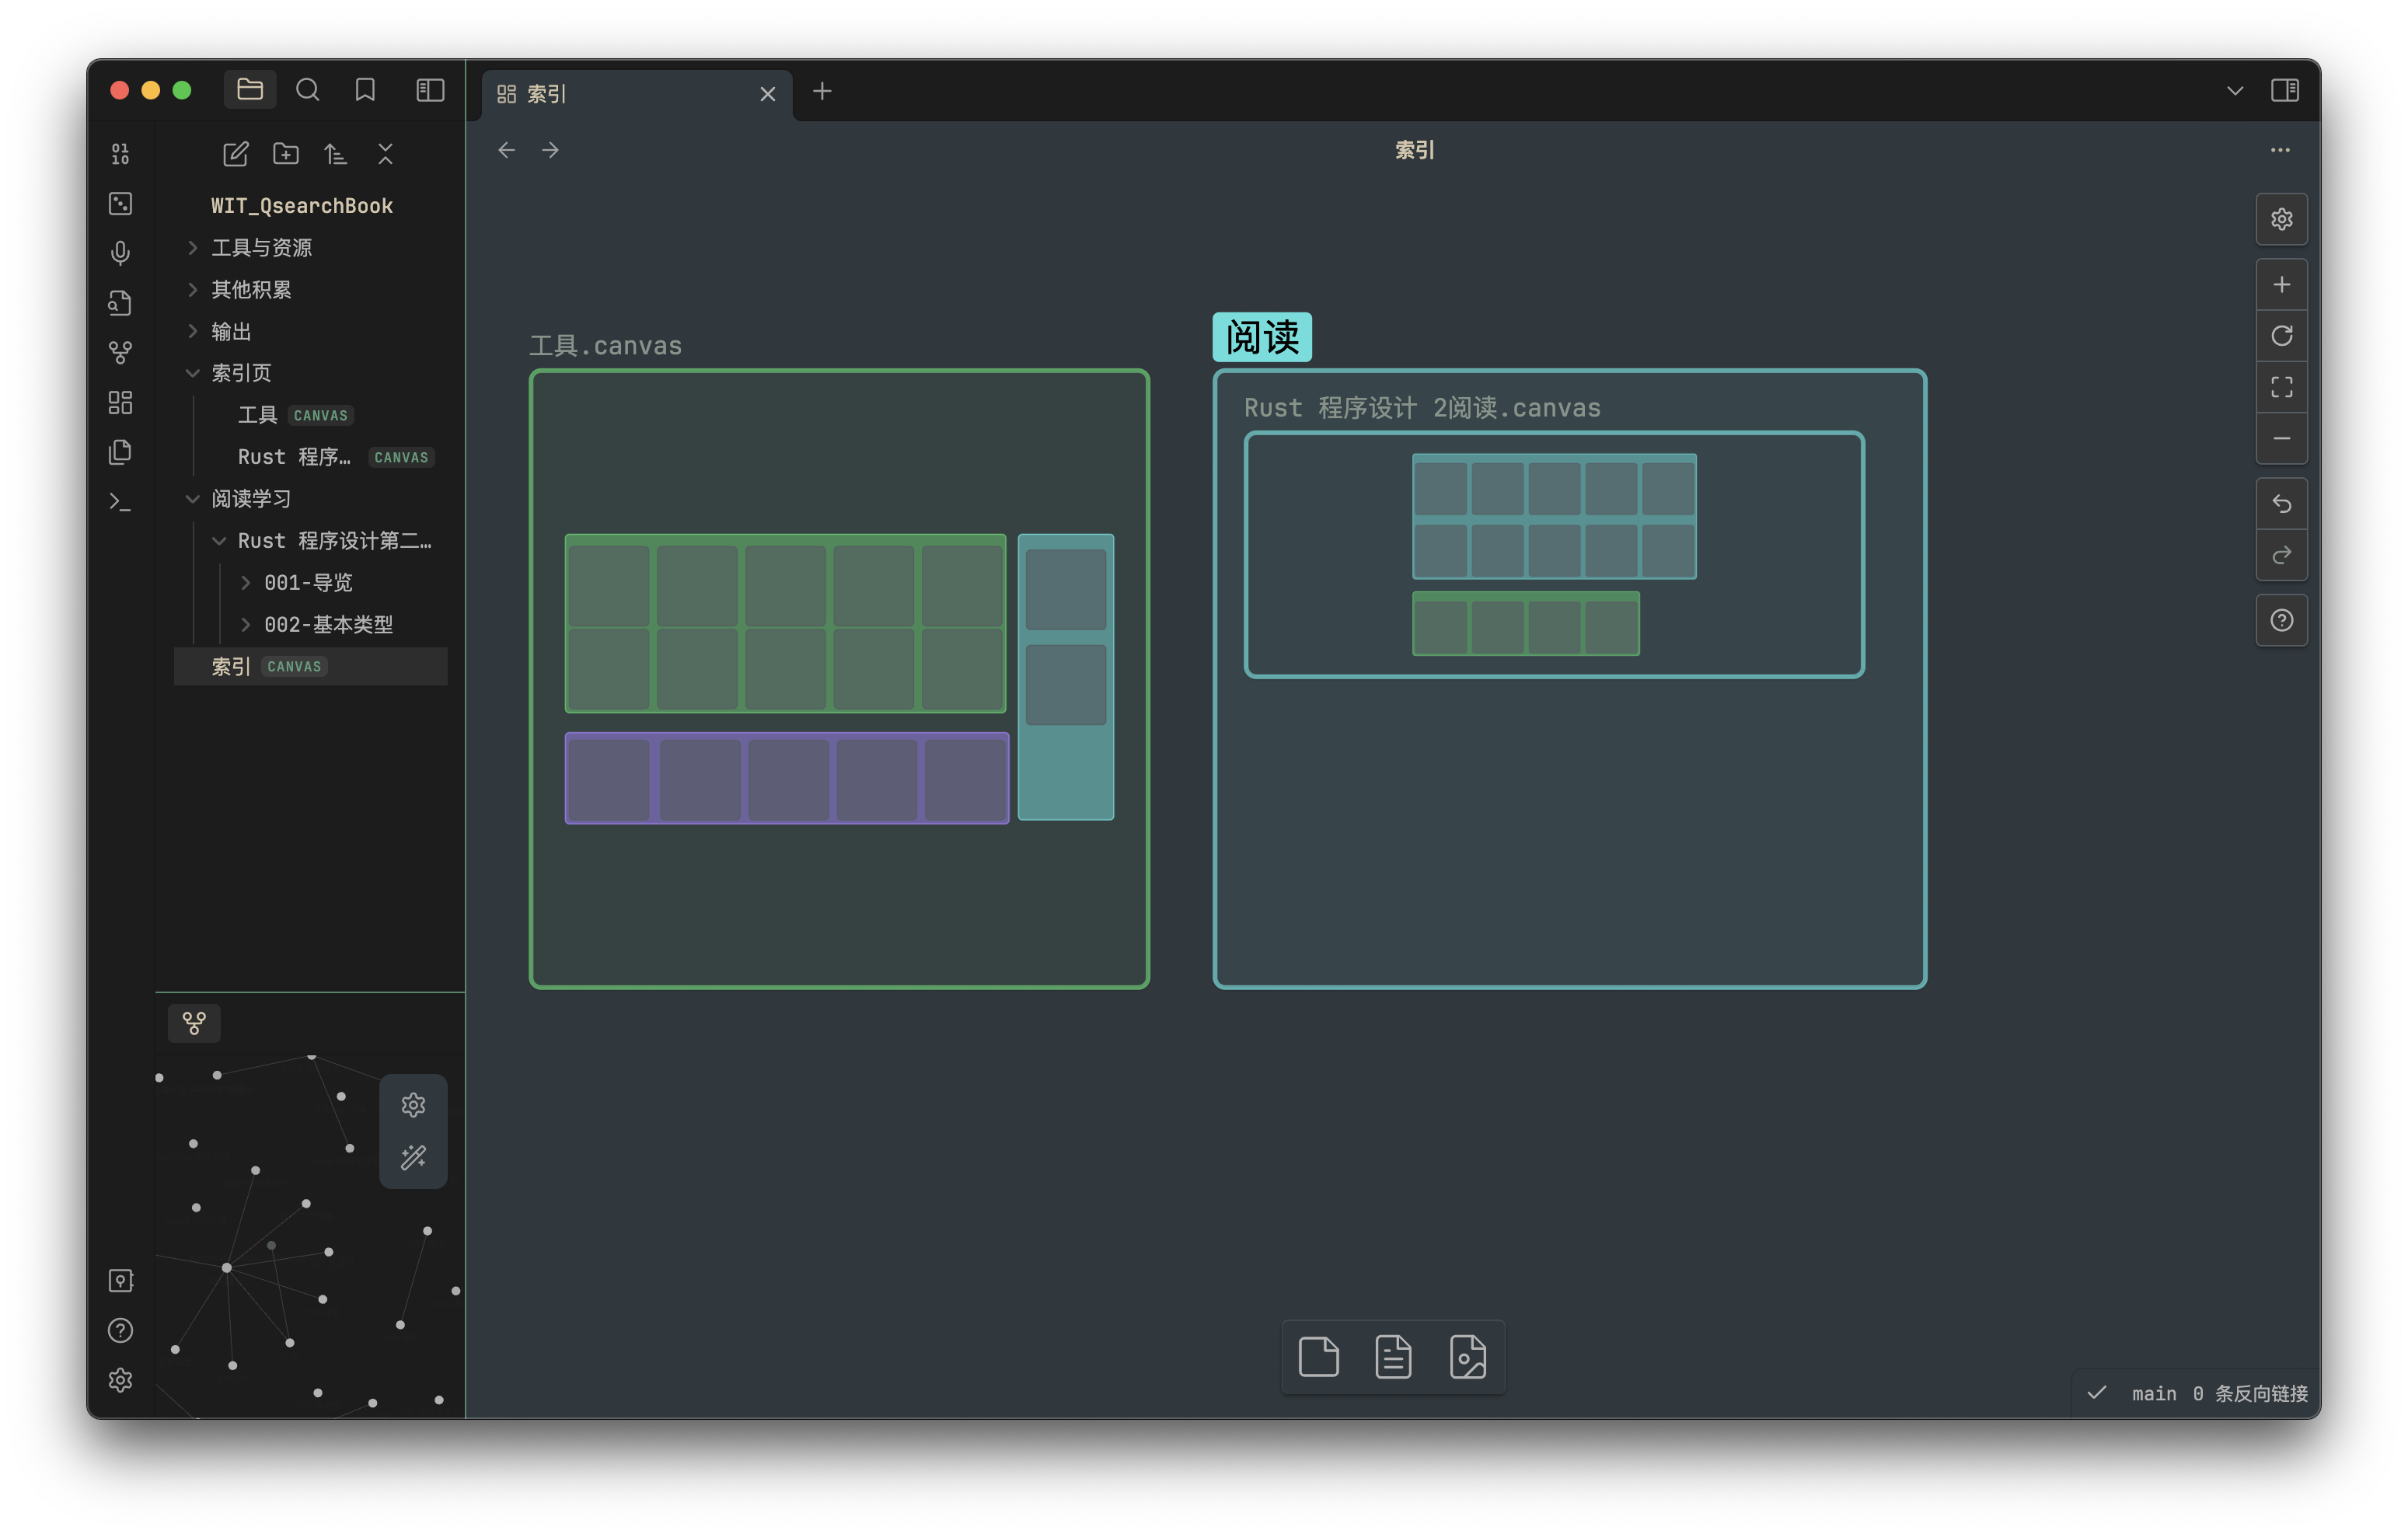 索引
索引
WIT_QsearchBook
工具与资源
其他积累
输出
索引页
工具 CANVAS
Rust 程序… CANVAS
阅读学习
Rust 程序设计第二…
001-导览
002-基本类型
索引 CANVAS
工具.canvas
阅读
Rust 程序设计 2阅读.canvas
main 0 条反向链接